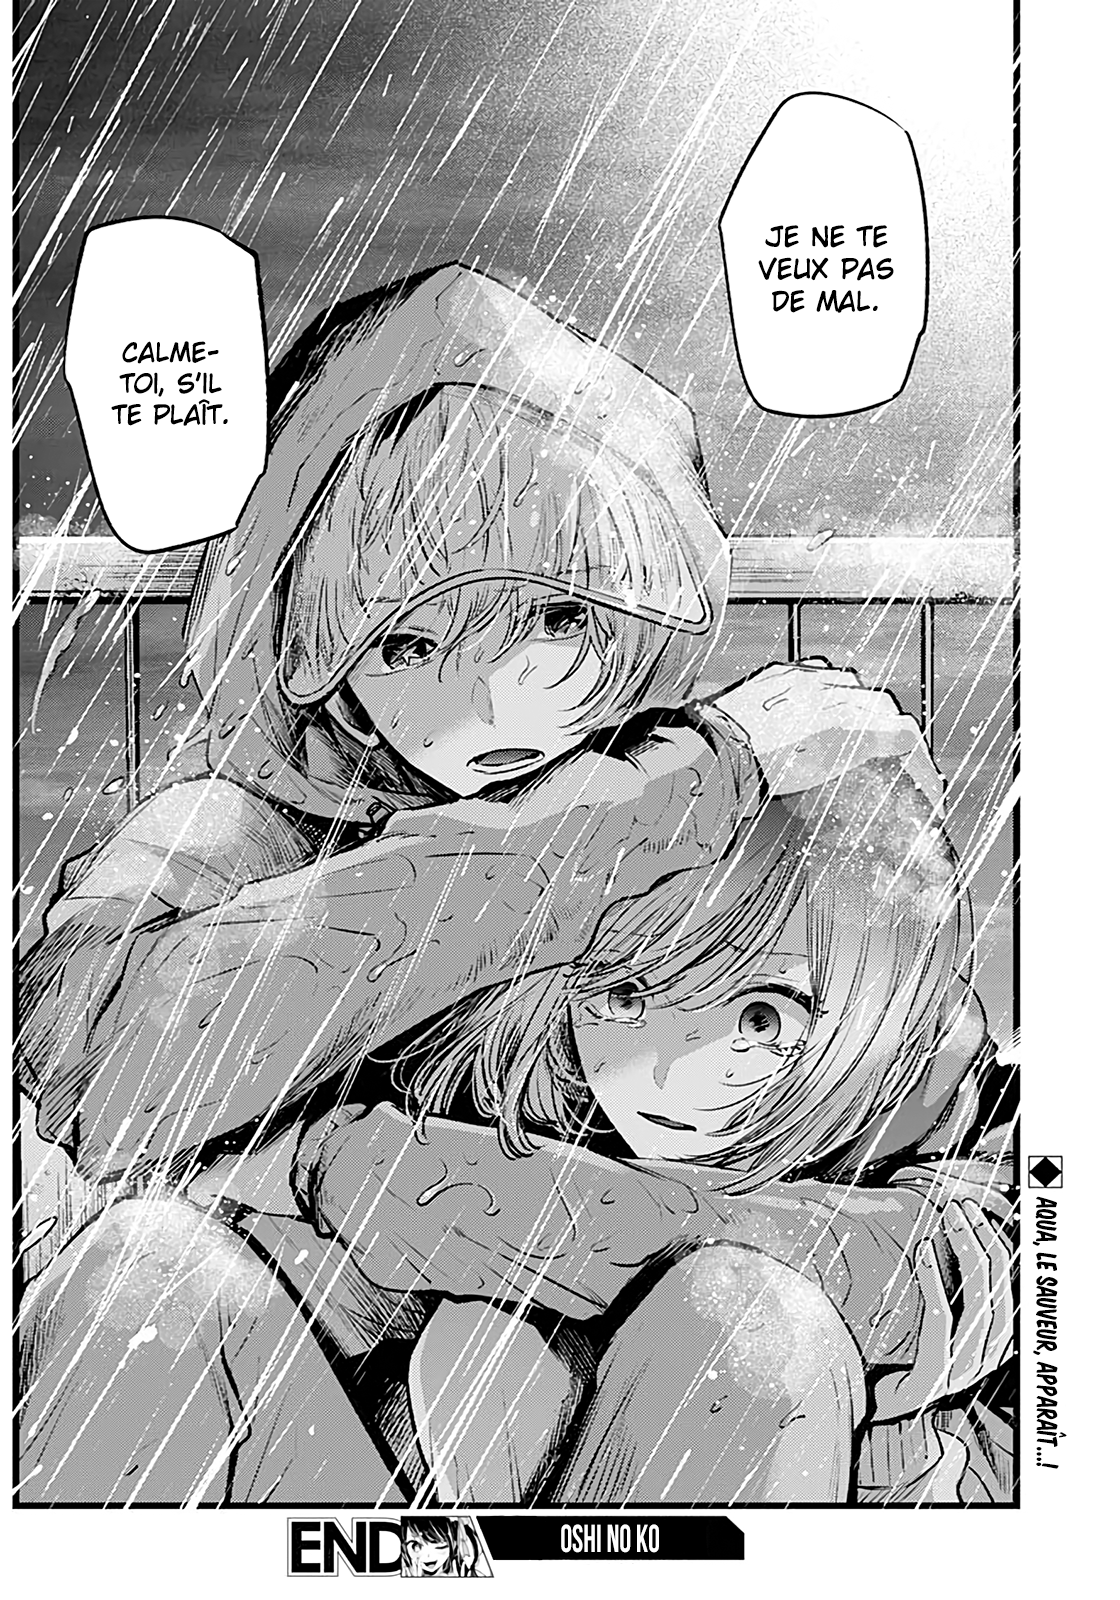 JE NE TE
VEUX PAS
DE MAL.
CALME-
TOI, S'IL
TE PLAÎT.
AQUA, LE SAUVEUR, APPARAÎT...!
END
OSHI NO KO